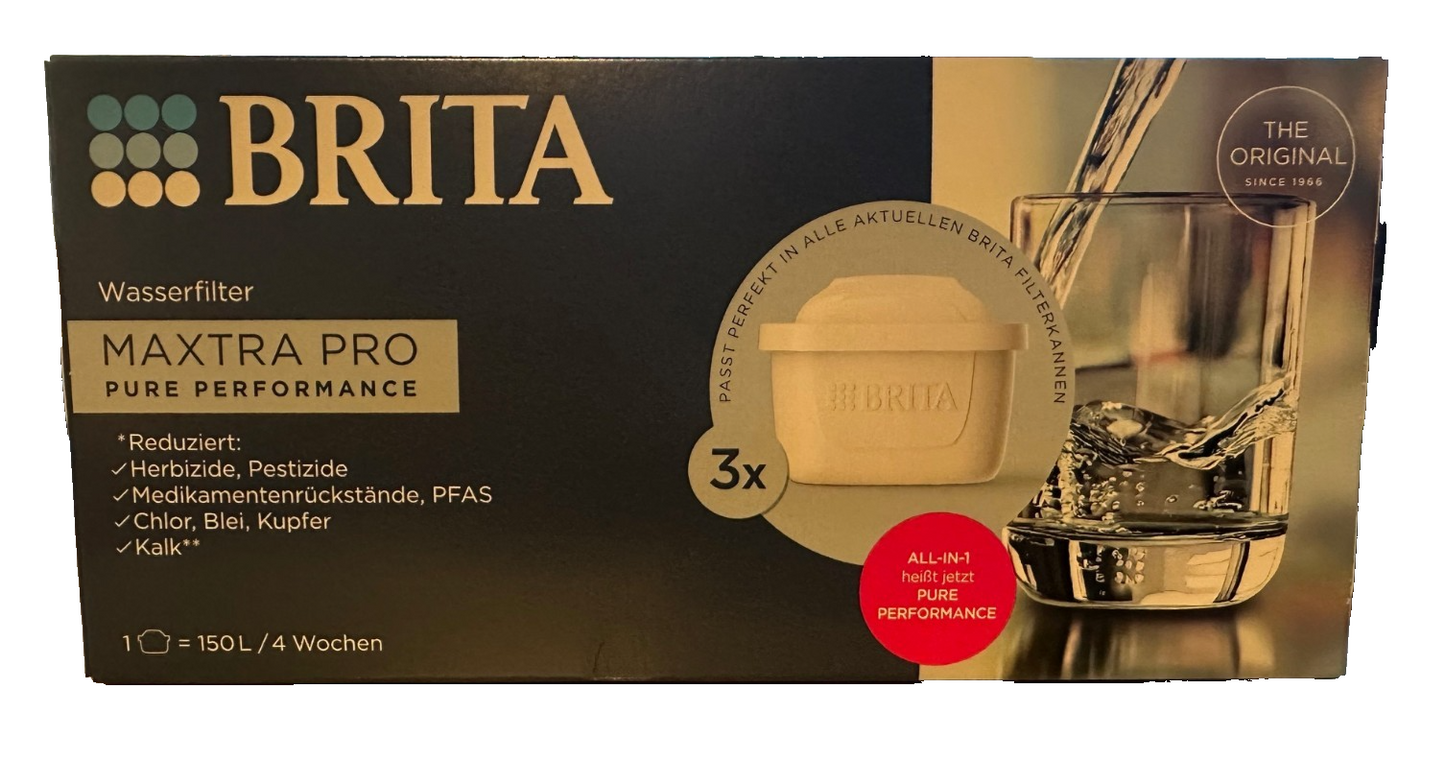 BRITA
THE
ORIGINAL
SINCE 1966
Wasserfilter
MAXTRA PRO
PURE PERFORMANCE
*Reduziert:
✓Herbizide, Pestizide
✓Medikamentenrückstände, PFAS
✓Chlor, Blei, Kupfer
✓Kalk**
1 = 150 L / 4 Wochen
PASST PERFEKT IN ALLE AKTUELLEN BRITA FILTERKANNEN
BRITA
3x
ALL-IN-1
heißt jetzt
PURE
PERFORMANCE